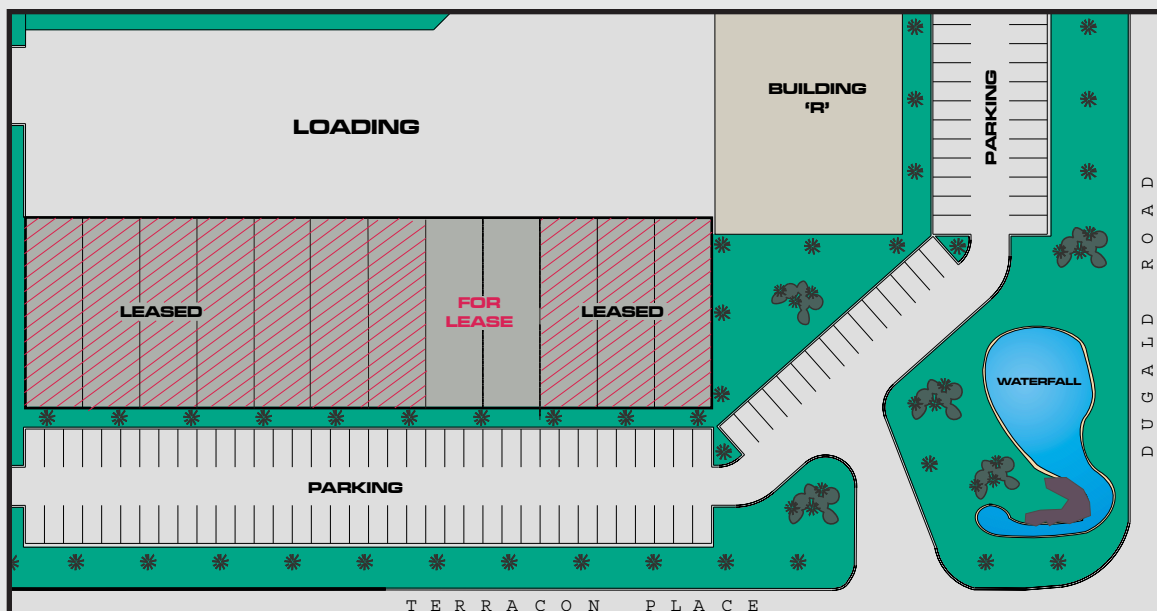 BUILDING
‘R’
LOADING
PARKING
DUGALD ROAD
LEASED
FOR
LEASE
LEASED
WATERFALL
PARKING
TERRACON PLACE